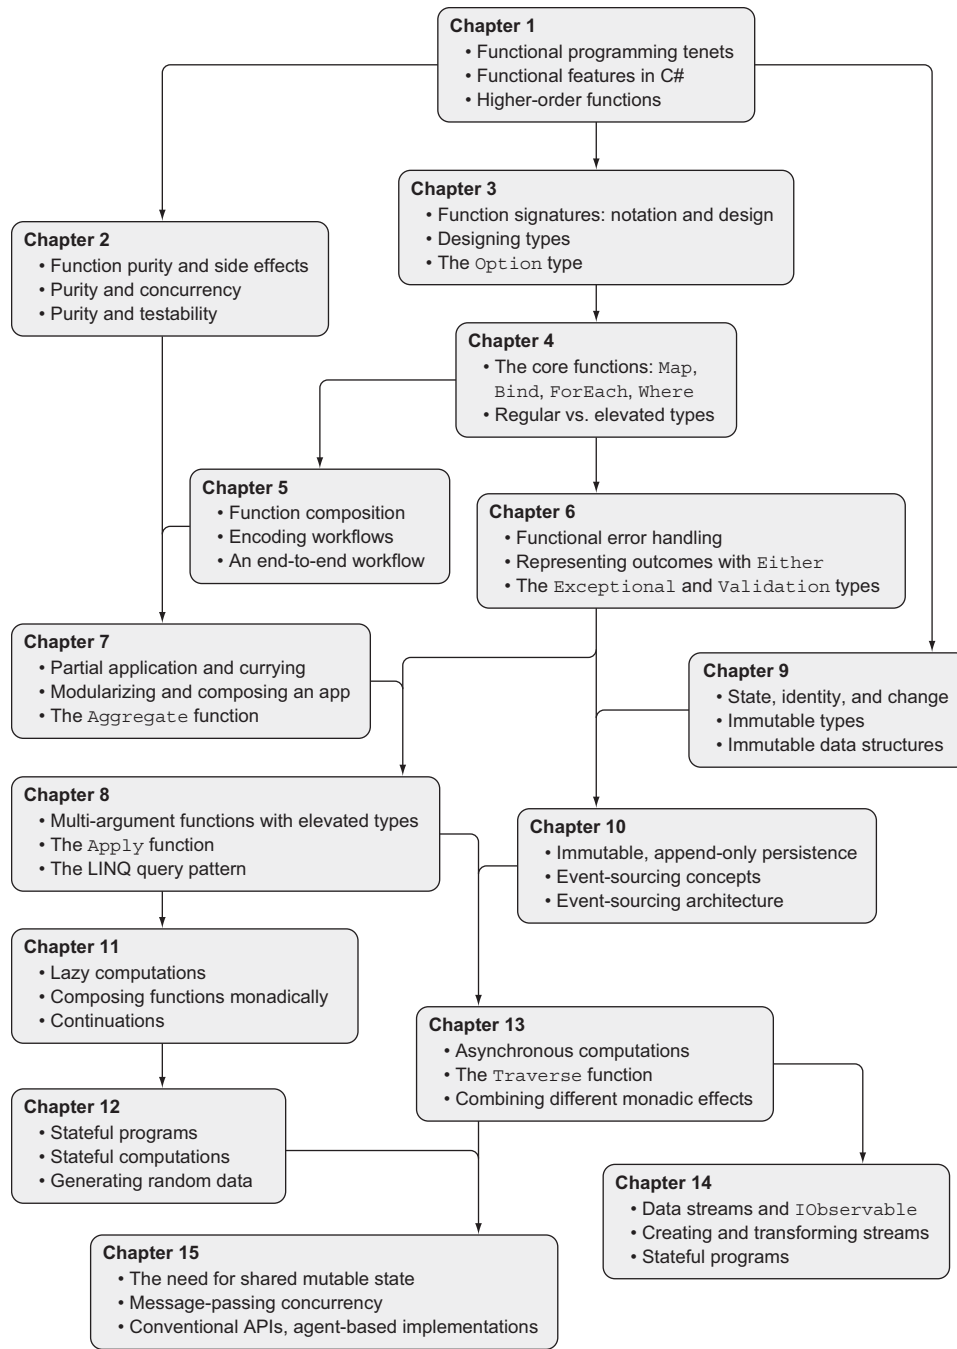 Chapter 1
• Functional programming tenets
• Functional features in C#
• Higher-order functions
Chapter 3
• Function signatures: notation and design
• Designing types
• The Option type
Chapter 2
• Function purity and side effects
• Purity and concurrency
• Purity and testability
Chapter 4
• The core functions: Map,
Bind, ForEach, Where
• Regular vs. elevated types
Chapter 5
• Function composition
• Encoding workflows
• An end-to-end workflow
Chapter 6
• Functional error handling
• Representing outcomes with Either
• The Exceptional and Validation types
Chapter 7
• Partial application and currying
• Modularizing and composing an app
• The Aggregate function
Chapter 9
• State, identity, and change
• Immutable types
• Immutable data structures
Chapter 8
• Multi-argument functions with elevated types
• The Apply function
• The LINQ query pattern
Chapter 10
• Immutable, append-only persistence
• Event-sourcing concepts
• Event-sourcing architecture
Chapter 11
• Lazy computations
• Composing functions monadically
• Continuations
Chapter 13
• Asynchronous computations
• The Traverse function
• Combining different monadic effects
Chapter 12
• Stateful programs
• Stateful computations
• Generating random data
Chapter 14
• Data streams and IObservable
• Creating and transforming streams
• Stateful programs
Chapter 15
• The need for shared mutable state
• Message-passing concurrency
• Conventional APIs, agent-based implementations